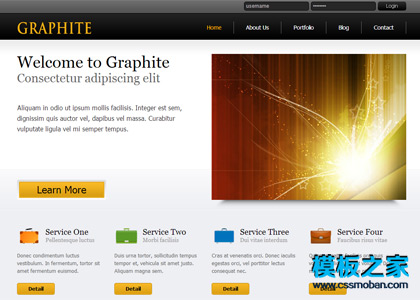 username
•••••••
Login
GRAPHITE
Home
About Us
Portfolio
Blog
Contact
Welcome to Graphite
Consectetur adipiscing elit
Aliquam in odio ut ipsum mollis facilisis. Integer est sem,
dignissim quis auctor vel, dapibus vel massa. Curabitur
vulputate ligula vel mi semper tempus.
Learn More
Service One
Pellentesque luctus
Donec condimentum luctus
vestibulum. In fermentum, tortor sit
amet fermentum euismod.
Detail
Service Two
Morbi facilisis
Duis urna tortor, sollicitudin tempus
tempor et, vehicula sit amet justo.
Aliquam magna sem.
Detail
Service Three
Dui vitae interdum
Cras at venenatis orci. Donec iaculis
egestas orci, vel porttitor lectus
consequat nec.
Detail
Service Four
Faucibus risus vitae
Donec
Detail
模板之家
www.cssmoban.com